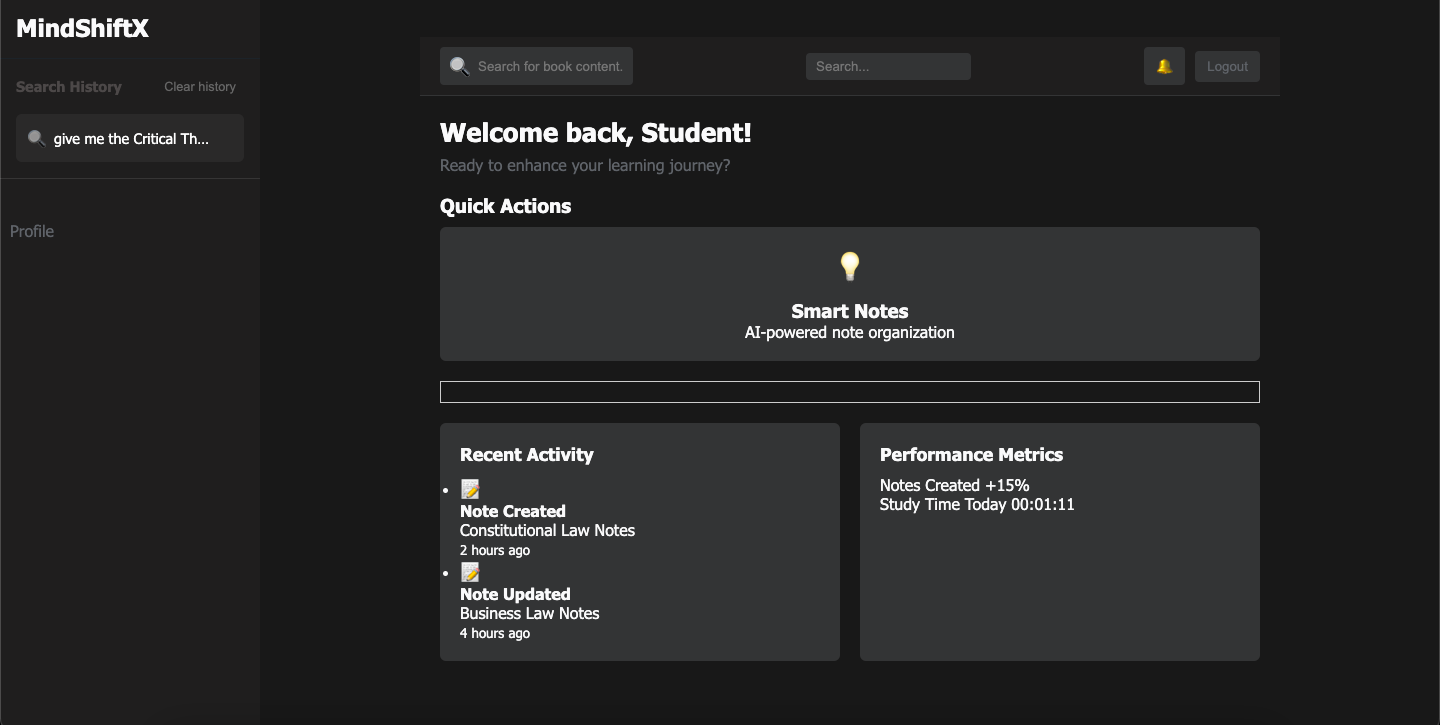 MindShiftX
Search History
Clear history
give me the Critical Th...
Profile
Search for book content.
Search...
Logout
Welcome back, Student!
Ready to enhance your learning journey?
Quick Actions
Smart Notes
AI-powered note organization
Recent Activity
Note Created
Constitutional Law Notes
2 hours ago
Note Updated
Business Law Notes
4 hours ago
Performance Metrics
Notes Created +15%
Study Time Today 00:01:11